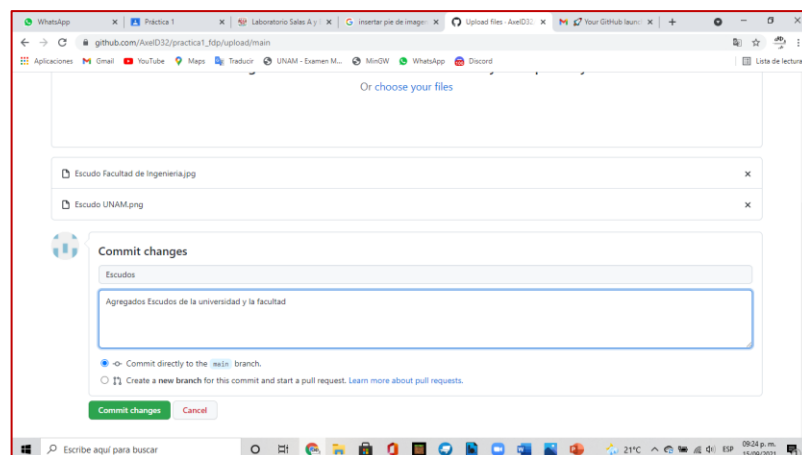 WhatsApp
Práctica 1
Laboratorio Salas A y
insertar pie de imagen
Upload files · AxelD32
Your GitHub launc
github.com/AxelD32/practica1_fdp/upload/main
Aplicaciones
Gmail
YouTube
Maps
Traducir
UNAM - Examen M...
MinGW
WhatsApp
Discord
Lista de lectura
Or choose your files
Escudo Facultad de Ingenieria.jpg
Escudo UNAM.png
Commit changes
Escudos
Agregados Escudos de la universidad y la facultad
Commit directly to the main branch.
Create a new branch for this commit and start a pull request. Learn more about pull requests.
Commit changes
Cancel
Escribe aquí para buscar
21°C
ESP
09:24 p. m.
15/09/2021